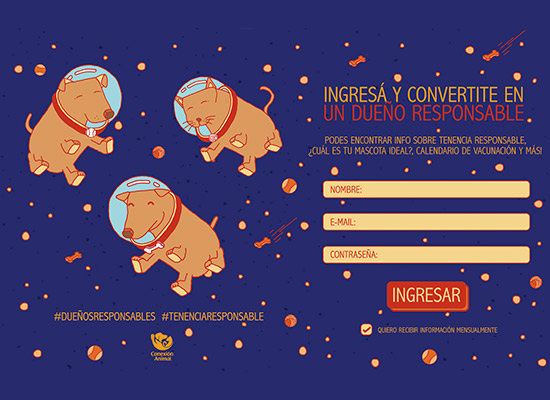 INGRESÁ Y CONVERTITE EN
UN DUEÑO RESPONSABLE
PODES ENCONTRAR INFO SOBRE TENENCIA RESPONSABLE,
¿CUÁL ES TU MASCOTA IDEAL?, CALENDARIO DE VACUNACIÓN Y MÁS!
NOMBRE:
E-MAIL:
CONTRASEÑA:
INGRESAR
QUIERO RECIBIR INFORMACIÓN MENSUALMENTE
#DUEÑOSRESPONSABLES #TENENCIARESPONSABLE
Conexión
Animal